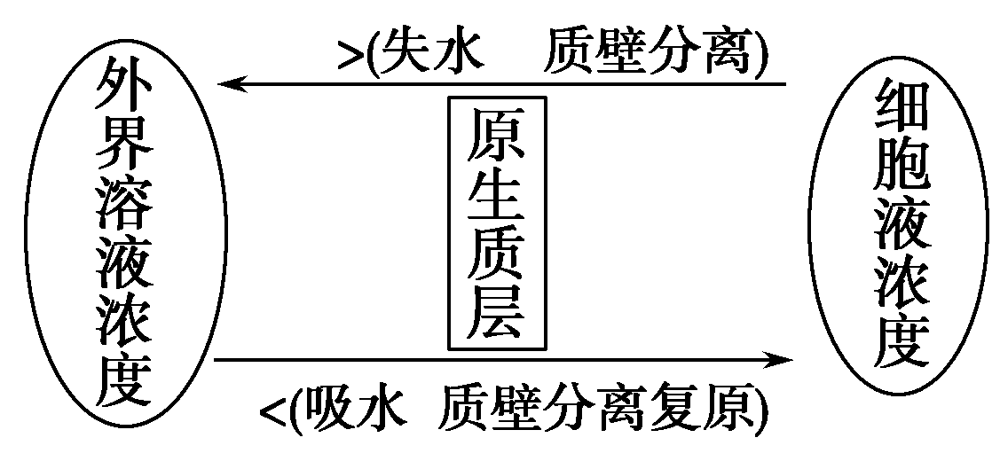 >(失水 质壁分离)
外界溶液浓度
原生质层
细胞液浓度
<(吸水 质壁分离复原)